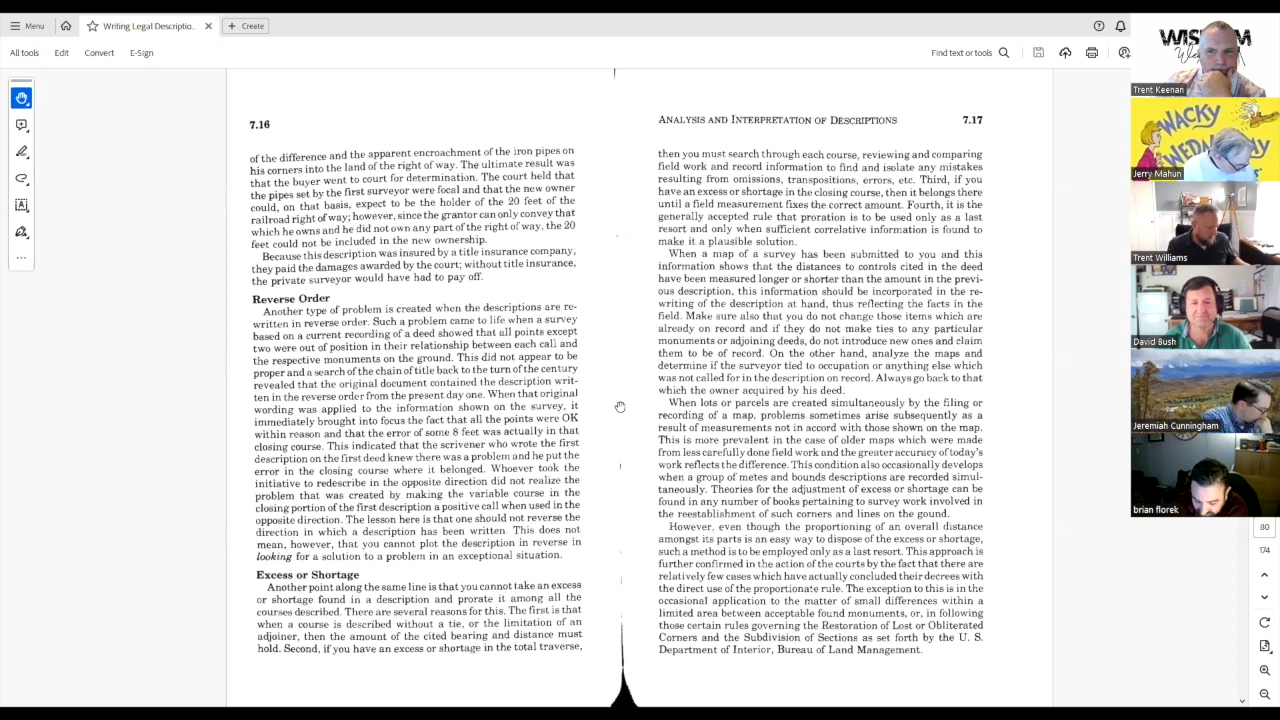 Menu
Writing Legal Descriptio...
Create
All tools
Edit
Convert
E-Sign
Find text or tools
7.16
of the difference and the apparent encroachment of the iron pipes on
his corners into the land of the right of way. The ultimate result was
that the buyer went to court for determination. The court held that
the pipes set by the first surveyor were focal and that the new owner
could, on that basis, expect to be the holder of the 20 feet of the
railroad right of way; however, since the grantor can only convey that
which he owns and he did not own any part of the right of way, the 20
feet could not be included in the new ownership.
Because this description was insured by a title insurance company,
they paid the damages awarded by the court; without title insurance,
the private surveyor would have had to pay off.
Reverse Order
Another type of problem is created when the descriptions are re-
written in reverse order. Such a problem came to life when a survey
based on a current recording of a deed showed that all points except
two were out of position in their relationship between each call and
the respective monuments on the ground. This did not appear to be
proper and a search of the chain of title back to the turn of the century
revealed that the original document contained the description writ-
ten in the reverse order from the present day one. When that original
wording was applied to the information shown on the survey, it
immediately brought into focus the fact that all the points were OK
within reason and that the error of some 8 feet was actually in that
closing course. This indicated that the scrivener who wrote the first
description on the first deed knew there was a problem and he put the
error in the closing course where it belonged. Whoever took the
initiative to redescribe in the opposite direction did not realize the
problem that was created by making the variable course in the
closing portion of the first description a positive call when used in the
opposite direction. The lesson here is that one should not reverse the
direction in which a description has been written. This does not
mean, however, that you cannot plot the description in reverse in
looking for a solution to a problem in an exceptional situation.
Excess or Shortage
Another point along the same line is that you cannot take an excess
or shortage found in a description and prorate it among all the
courses described. There are several reasons for this. The first is that
when a course is described without a tie, or the limitation of an
adjoiner, then the amount of the cited bearing and distance must
hold. Second, if you have an excess or shortage in the total traverse,
ANALYSIS AND INTERPRETATION OF DESCRIPTIONS 7.17
then you must search through each course, reviewing and comparing
field work and record information to find and isolate any mistakes
resulting from omissions, transpositions, errors, etc. Third, if you
have an excess or shortage in the closing course, then it belongs there
until a field measurement fixes the correct amount. Fourth, it is the
generally accepted rule that proration is to be used only as a last
resort and only when sufficient correlative information is found to
make it a plausible solution.
When a map of a survey has been submitted to you and this
information shows that the distances to controls cited in the deed
have been measured longer or shorter than the amount in the previ-
ous description, this information should be incorporated in the re-
writing of the description at hand, thus reflecting the facts in the
field. Make sure also that you do not change those items which are
already on record and if they do not make ties to any particular
monuments or adjoining deeds, do not introduce new ones and claim
them to be of record. On the other hand, analyze the maps and
determine if the surveyor tied to occupation or anything else which
was not called for in the description on record. Always go back to that
which the owner acquired by his deed.
When lots or parcels are created simultaneously by the filing or
recording of a map, problems sometimes arise subsequently as a
result of measurements not in accord with those shown on the map.
This is more prevalent in the case of older maps which were made
from less carefully done field work and the greater accuracy of today's
work reflects the difference. This condition also occasionally develops
when a group of metes and bounds descriptions are recorded simul-
taneously. Theories for the adjustment of excess or shortage can be
found in any number of books pertaining to survey work involved in
the reestablishment of such corners and lines on the gound.
However, even though the proportioning of an overall distance
amongst its parts is an easy way to dispose of the excess or shortage,
such a method is to be employed only as a last resort. This approach is
further confirmed in the action of the courts by the fact that there are
relatively few cases which have actually concluded their decrees with
the direct use of the proportionate rule. The exception to this is in the
occasional application to the matter of small differences within a
limited area between acceptable found monuments, or, in following
those certain rules governing the Restoration of Lost or Obliterated
Corners and the Subdivision of Sections as set forth by the U. S.
Department of Interior, Bureau of Land Management.
Trent Keenan
WACKY
Jerry Mahun
Trent Williams
David Bush
Jeremiah Cunningham
brian florek
80
174